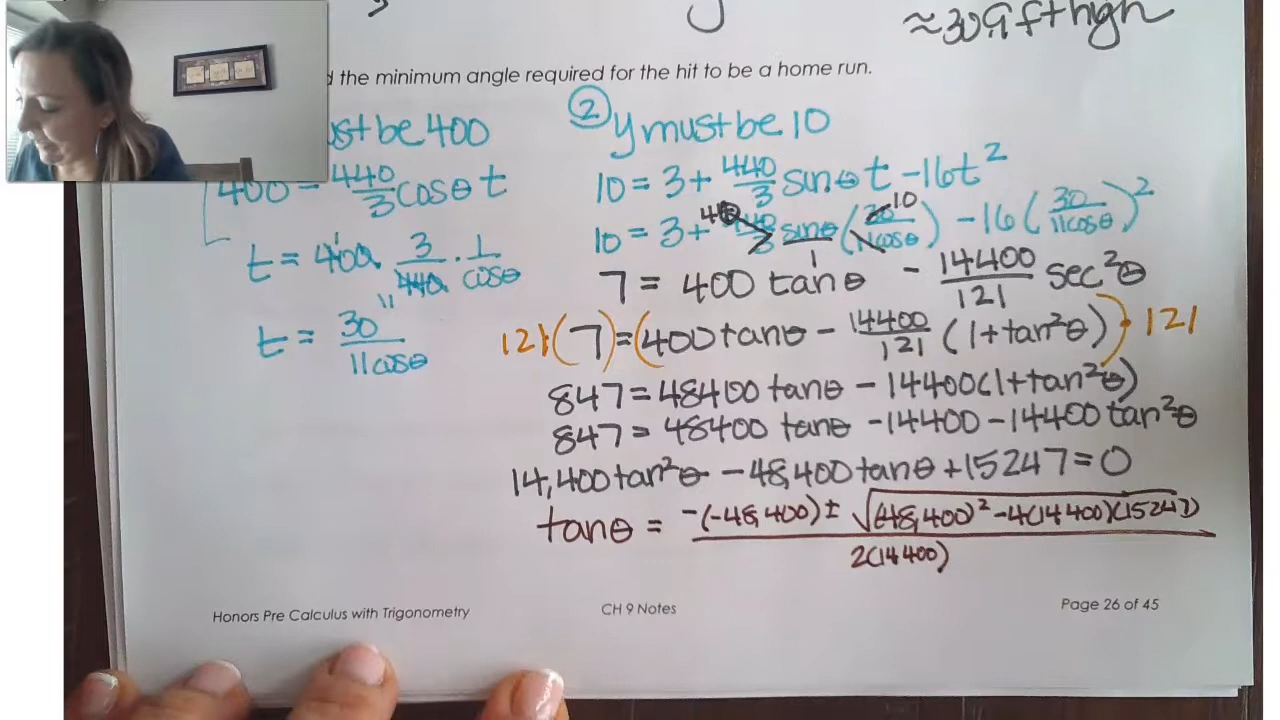 ≈30.9 ft high
d the minimum angle required for the hit to be a home run.
ust be 400
400 = 440/3 cosθ t
t = 400 · 3/440 · 1/cosθ
11
t = 30/11cosθ
② y must be 10
10 = 3 + 440/3 sinθ t - 16t²
10 = 3 + 440/3 sinθ/1 (30/11cosθ) - 16(30/11cosθ)²
7 = 400 tanθ - 14400/121 sec²θ
121(7) = (400 tanθ - 14400/121 (1+tan²θ)) · 121
847 = 48400 tanθ - 14400(1+tan²θ)
847 = 48400 tanθ - 14400 - 14400 tan²θ
14,400 tan²θ - 48,400 tanθ + 15247 = 0
tanθ = -(-48,400) ± √(48,400)² - 4(14400)(15247) / 2(14400)
Honors Pre Calculus with Trigonometry
CH 9 Notes
Page 26 of 45